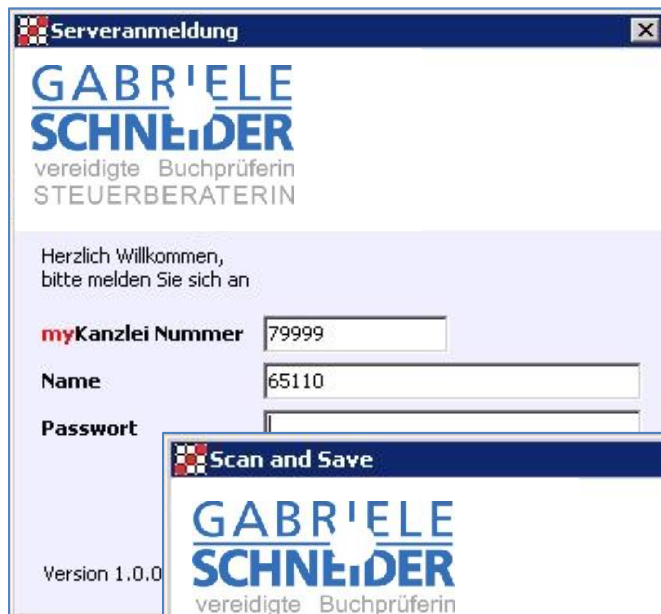 Serveranmeldung
GABRIELE
SCHNEIDER
vereidigte Buchprüferin
STEUERBERATERIN
Herzlich Willkommen,
bitte melden Sie sich an
myKanzlei Nummer 79999
Name 65110
Passwort
Version 1.0.0
Scan and Save
GABRIELE
SCHNEIDER
vereidigte Buchprüferin